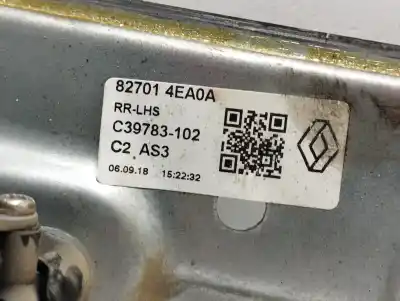 82701 4EA0A
RR-LHS
C39783-102
C2 AS3
06.09.18 15:22:32